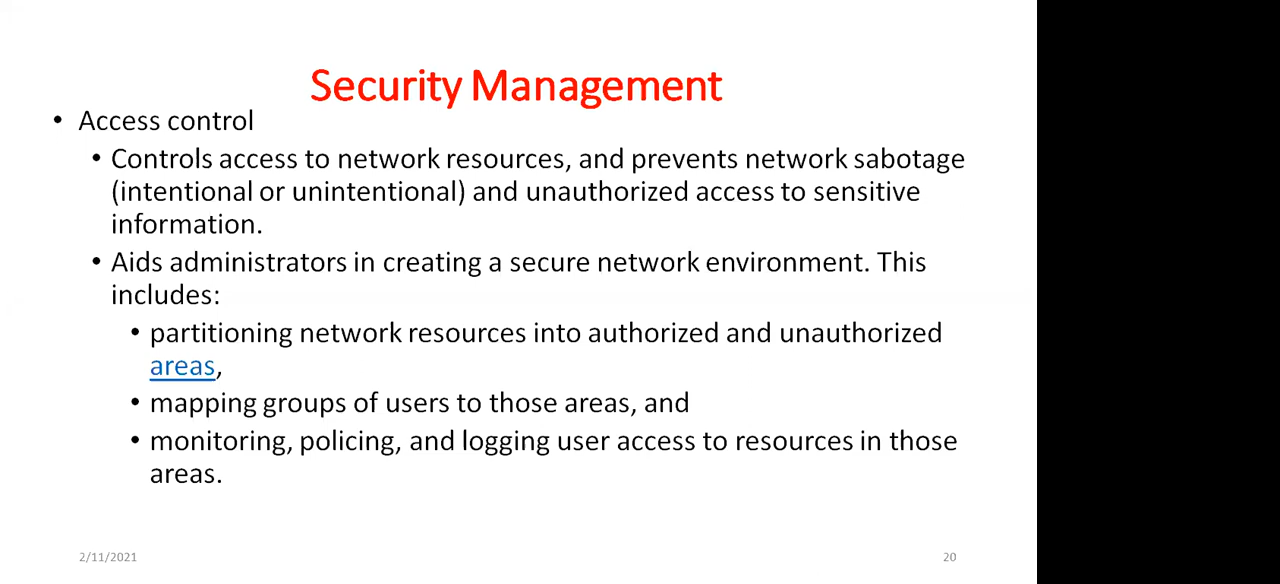 Security Management
• Access control
• Controls access to network resources, and prevents network sabotage
(intentional or unintentional) and unauthorized access to sensitive
information.
• Aids administrators in creating a secure network environment. This
includes:
• partitioning network resources into authorized and unauthorized
areas,
• mapping groups of users to those areas, and
• monitoring, policing, and logging user access to resources in those
areas.
2/11/2021
20